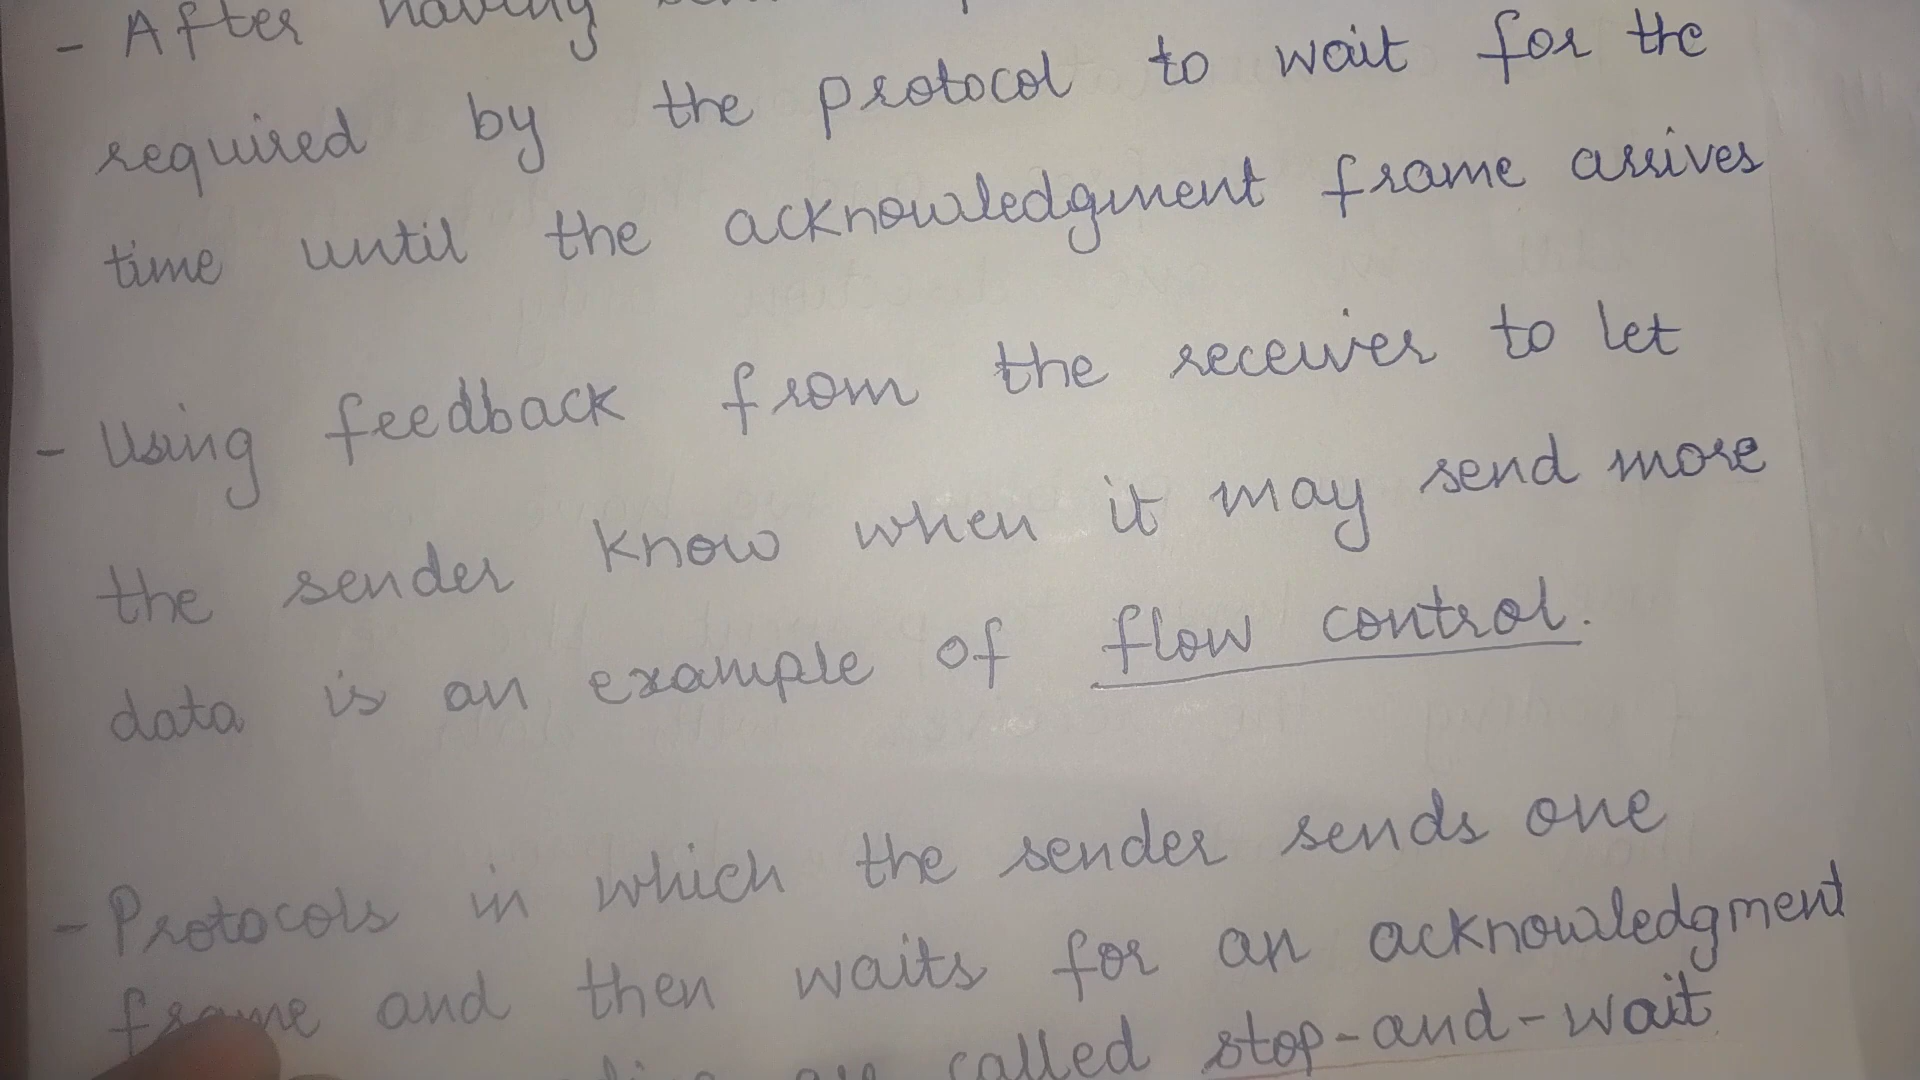 - After having
required by the protocol to wait for the
time until the acknowledgment frame arrives
- Using feedback from the receiver to let
the sender know when it may send more
data is an example of flow control.
- Protocols in which the sender sends one
frame and then waits for an acknowledgment
called stop-and-wait